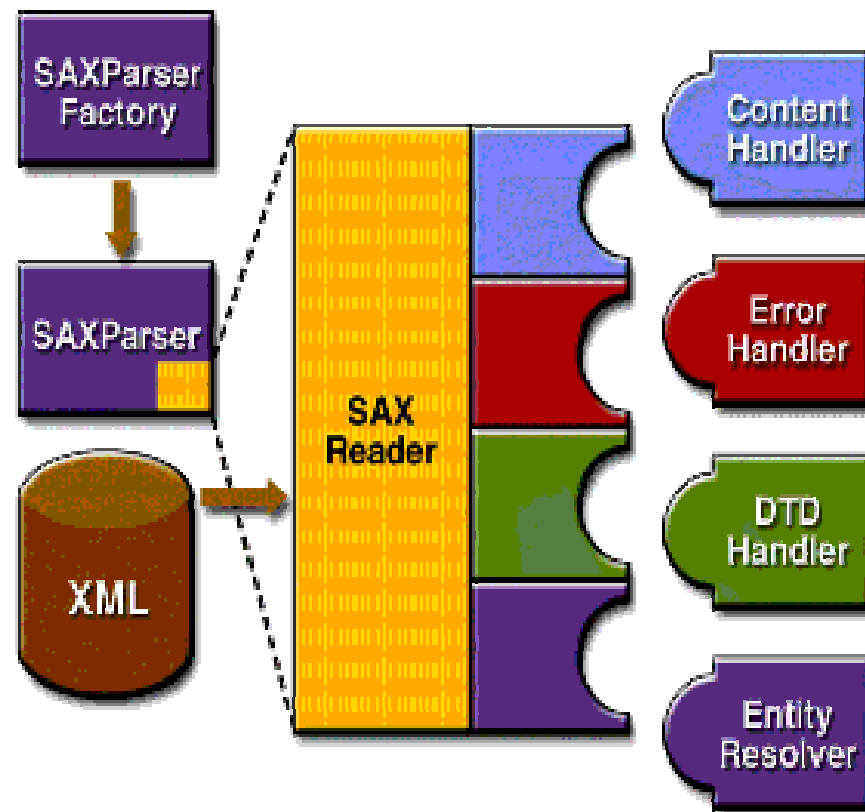 SAXParser
Factory
SAXParser
XML
SAX
Reader
Content
Handler
Error
Handler
DTD
Handler
Entity
Resolver